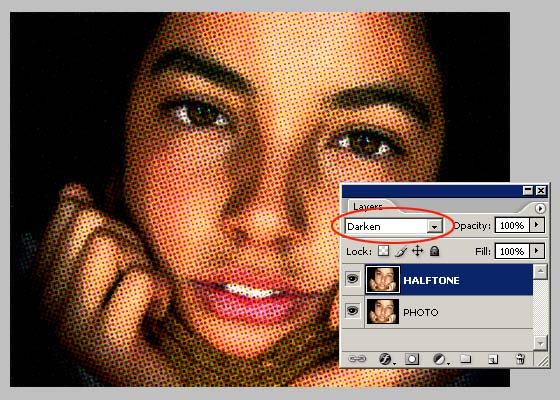 Layers
Darken Opacity: 100%
Lock: Fill: 100%
HALFTONE
PHOTO